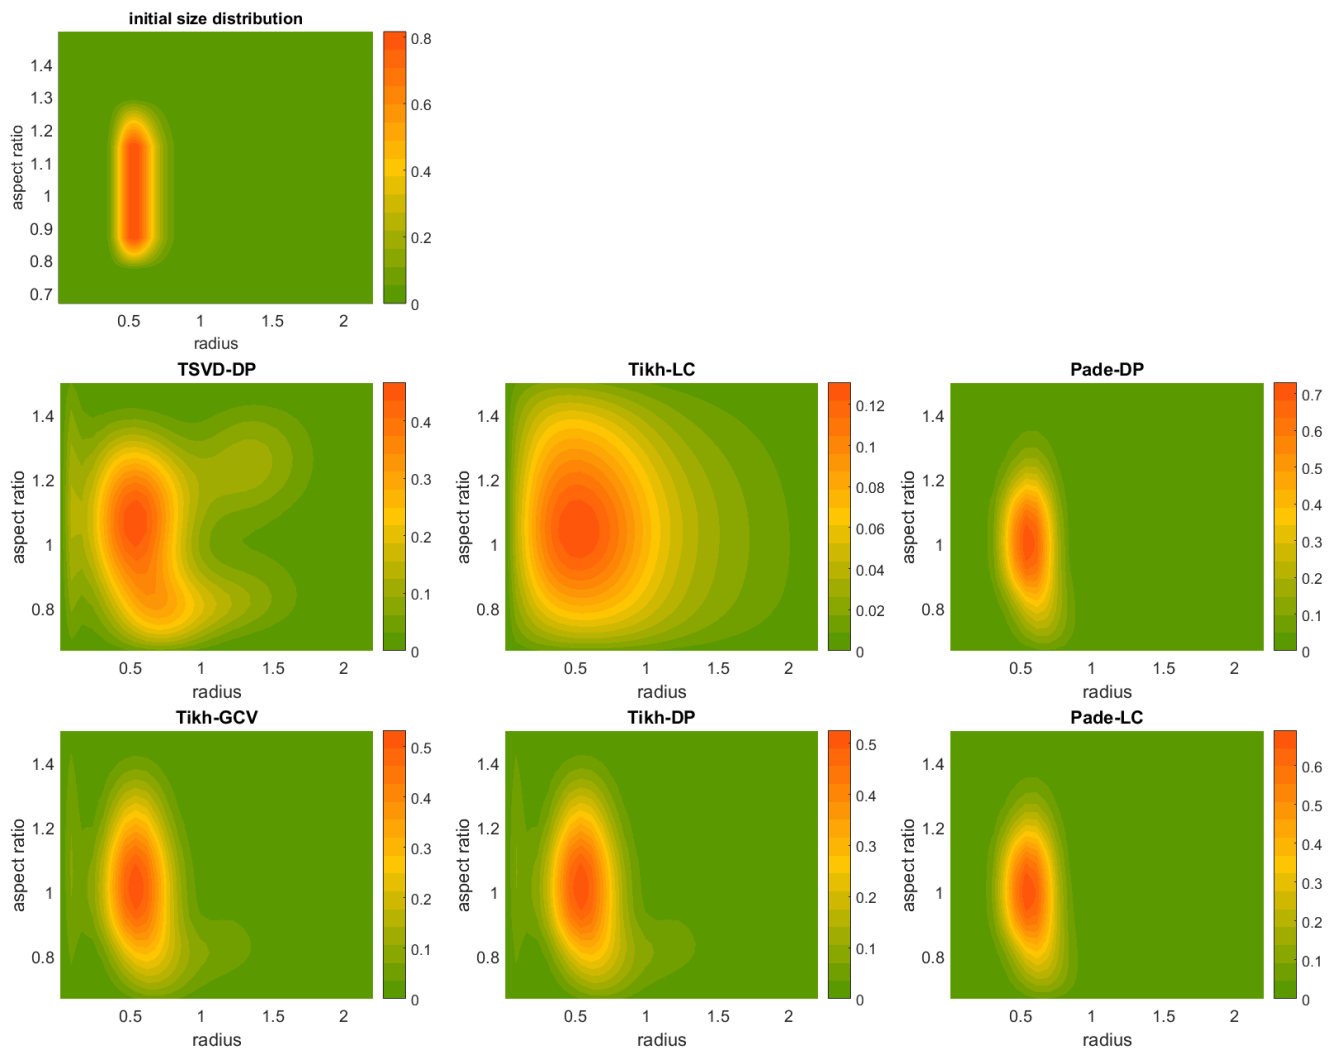 initial size distribution
aspect ratio
1.4
1.3
1.2
1.1
1
0.9
0.8
0.7
0.5 1 1.5 2
radius
0.8
0.6
0.4
0.2
0
TSVD-DP
aspect ratio
1.4
1.2
1
0.8
0.5 1 1.5 2
radius
0.4
0.3
0.2
0.1
0
Tikh-LC
aspect ratio
1.4
1.2
1
0.8
0.5 1 1.5 2
radius
0.12
0.1
0.08
0.06
0.04
0.02
0
Pade-DP
aspect ratio
1.4
1.2
1
0.8
0.5 1 1.5 2
radius
0.7
0.6
0.5
0.4
0.3
0.2
0.1
0
Tikh-GCV
aspect ratio
1.4
1.2
1
0.8
0.5 1 1.5 2
radius
0.5
0.4
0.3
0.2
0.1
0
Tikh-DP
aspect ratio
1.4
1.2
1
0.8
0.5 1 1.5 2
radius
0.5
0.4
0.3
0.2
0.1
0
Pade-LC
aspect ratio
1.4
1.2
1
0.8
0.5 1 1.5 2
radius
0.6
0.5
0.4
0.3
0.2
0.1
0